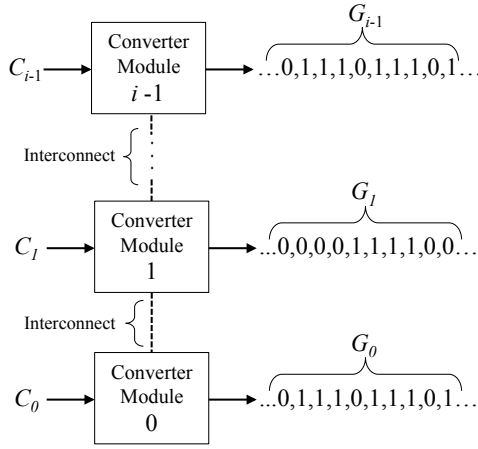 G_{i-1}
C_{i-1}
Converter
Module
i -1
…0,1,1,1,0,1,1,1,0,1…
Interconnect
G_1
C_1
Converter
Module
1
...0,0,0,0,1,1,1,1,0,0…
Interconnect
G_0
C_0
Converter
Module
0
...0,1,1,1,0,1,1,1,0,1…